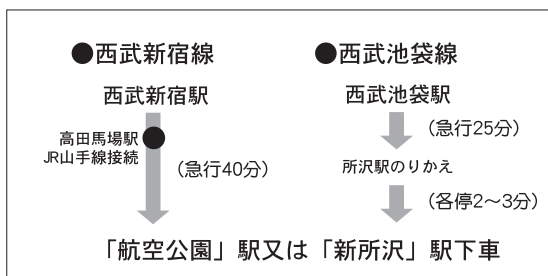 ●西武新宿線
西武新宿駅
高田馬場駅
JR山手線接続
(急行40分)
●西武池袋線
西武池袋駅
(急行25分)
所沢駅のりかえ
(各停2〜3分)
「航空公園」駅又は「新所沢」駅下車